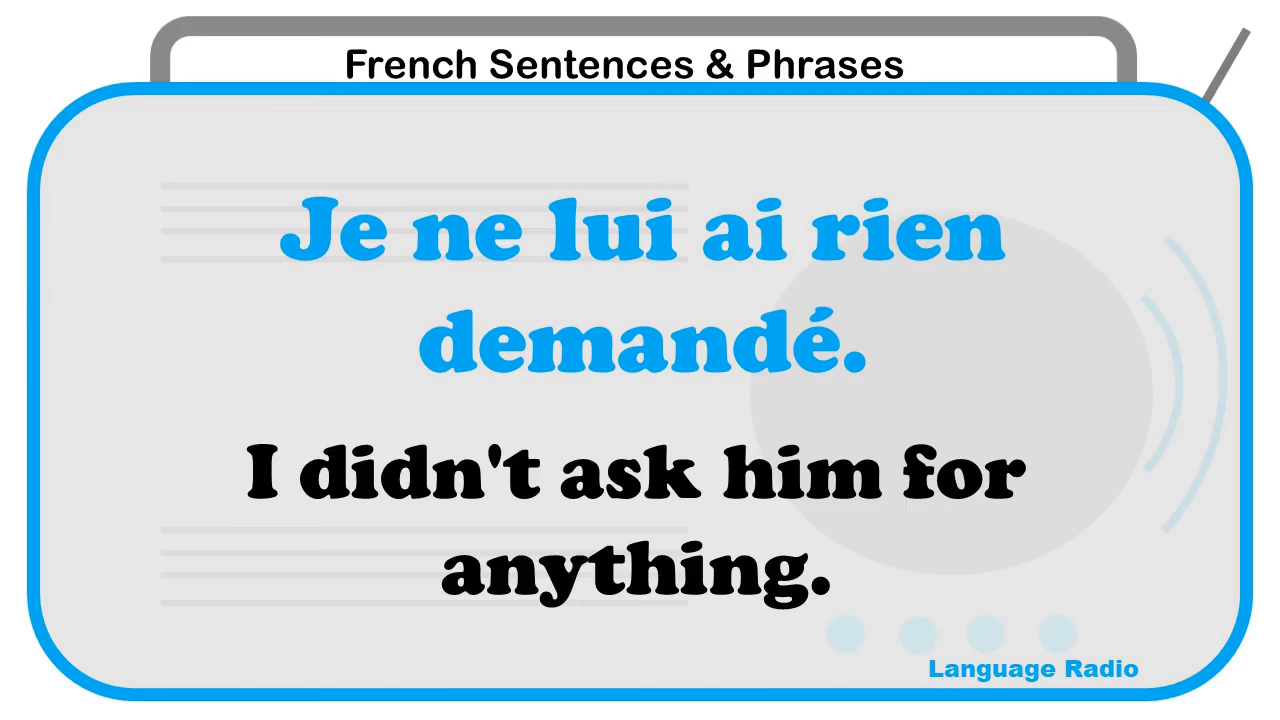 French Sentences & Phrases
Je ne lui ai rien
demandé.
I didn't ask him for
anything.
Language Radio